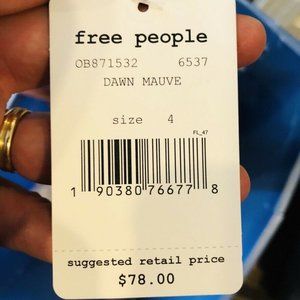 free people
OB871532 6537
DAWN MAUVE
size 4
FL_47
1 90380 76677 8
suggested retail price
$78.00